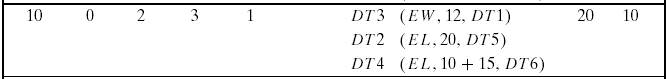 10 0 2 3 1 DT3 (EW, 12, DT1) 20 10
DT2 (EL, 20, DT5)
DT4 (EL, 10 + 15, DT6)